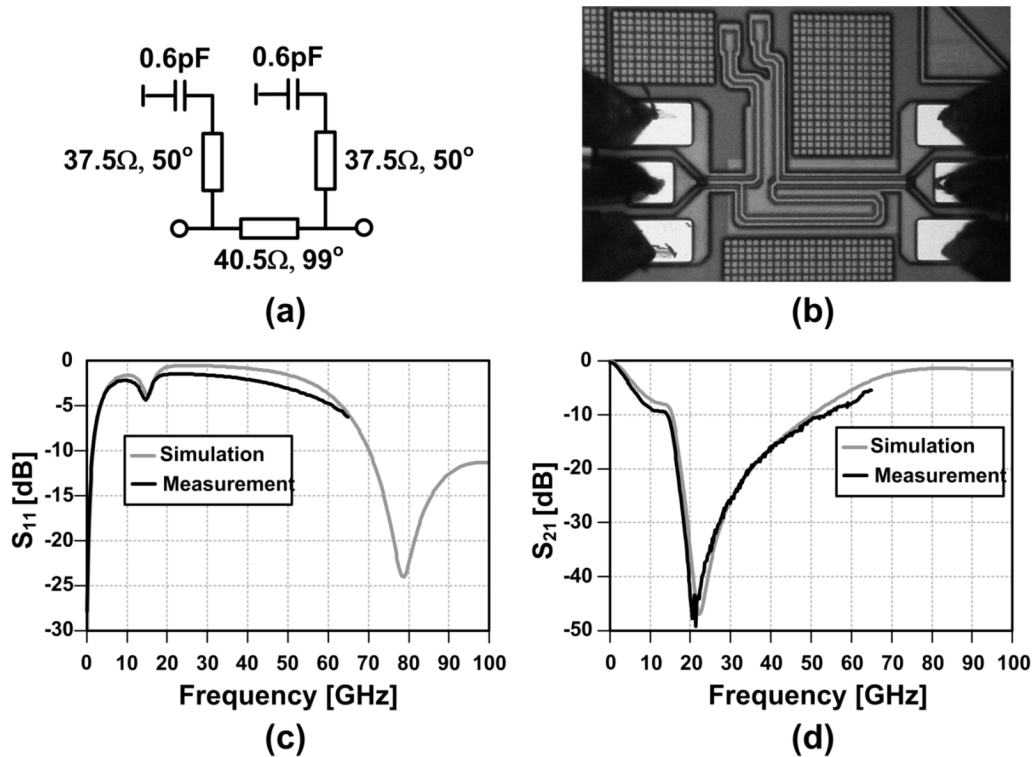 0.6pF 0.6pF
37.5Ω, 50° 37.5Ω, 50°
40.5Ω, 99°
(a)
(b)
S11 [dB]
0
-5
-10
-15
-20
-25
-30
Simulation
Measurement
0 10 20 30 40 50 60 70 80 90 100
Frequency [GHz]
(c)
S21 [dB]
0
-10
-20
-30
-40
-50
Simulation
Measurement
0 10 20 30 40 50 60 70 80 90 100
Frequency [GHz]
(d)